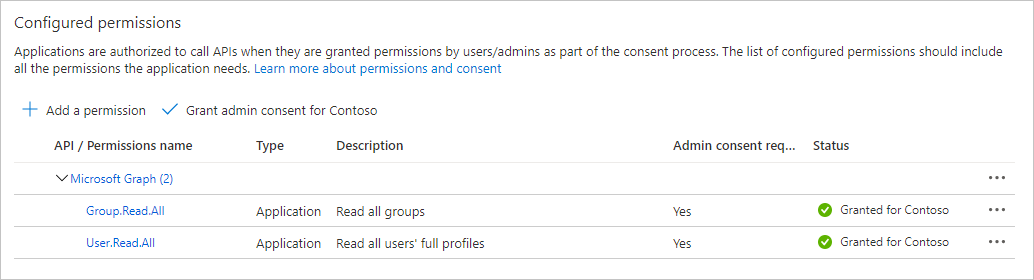 Configured permissions
Applications are authorized to call APIs when they are granted permissions by users/admins as part of the consent process. The list of configured permissions should include
all the permissions the application needs. Learn more about permissions and consent
Add a permission Grant admin consent for Contoso
API / Permissions name Type Description Admin consent req... Status
Microsoft Graph (2)
Group.Read.All Application Read all groups Yes Granted for Contoso
User.Read.All Application Read all users' full profiles Yes Granted for Contoso